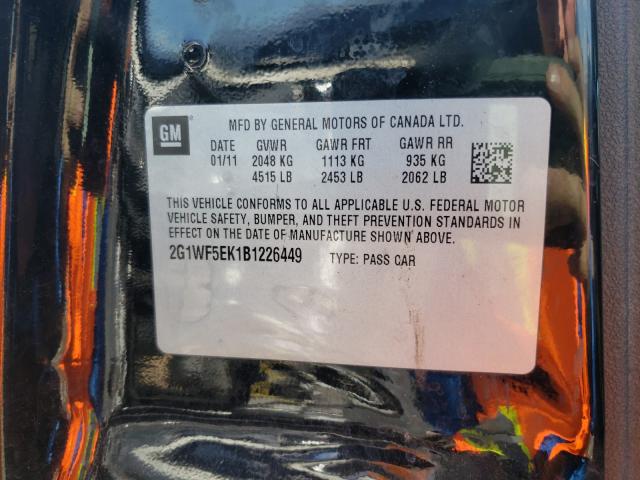 GM
MFD BY GENERAL MOTORS OF CANADA LTD.
DATE GVWR GAWR FRT GAWR RR
01/11 2048 KG 1113 KG 935 KG
4515 LB 2453 LB 2062 LB
THIS VEHICLE CONFORMS TO ALL APPLICABLE U.S. FEDERAL MOTOR
VEHICLE SAFETY, BUMPER, AND THEFT PREVENTION STANDARDS IN
EFFECT ON THE DATE OF MANUFACTURE SHOWN ABOVE.
2G1WF5EK1B1226449 TYPE: PASS CAR